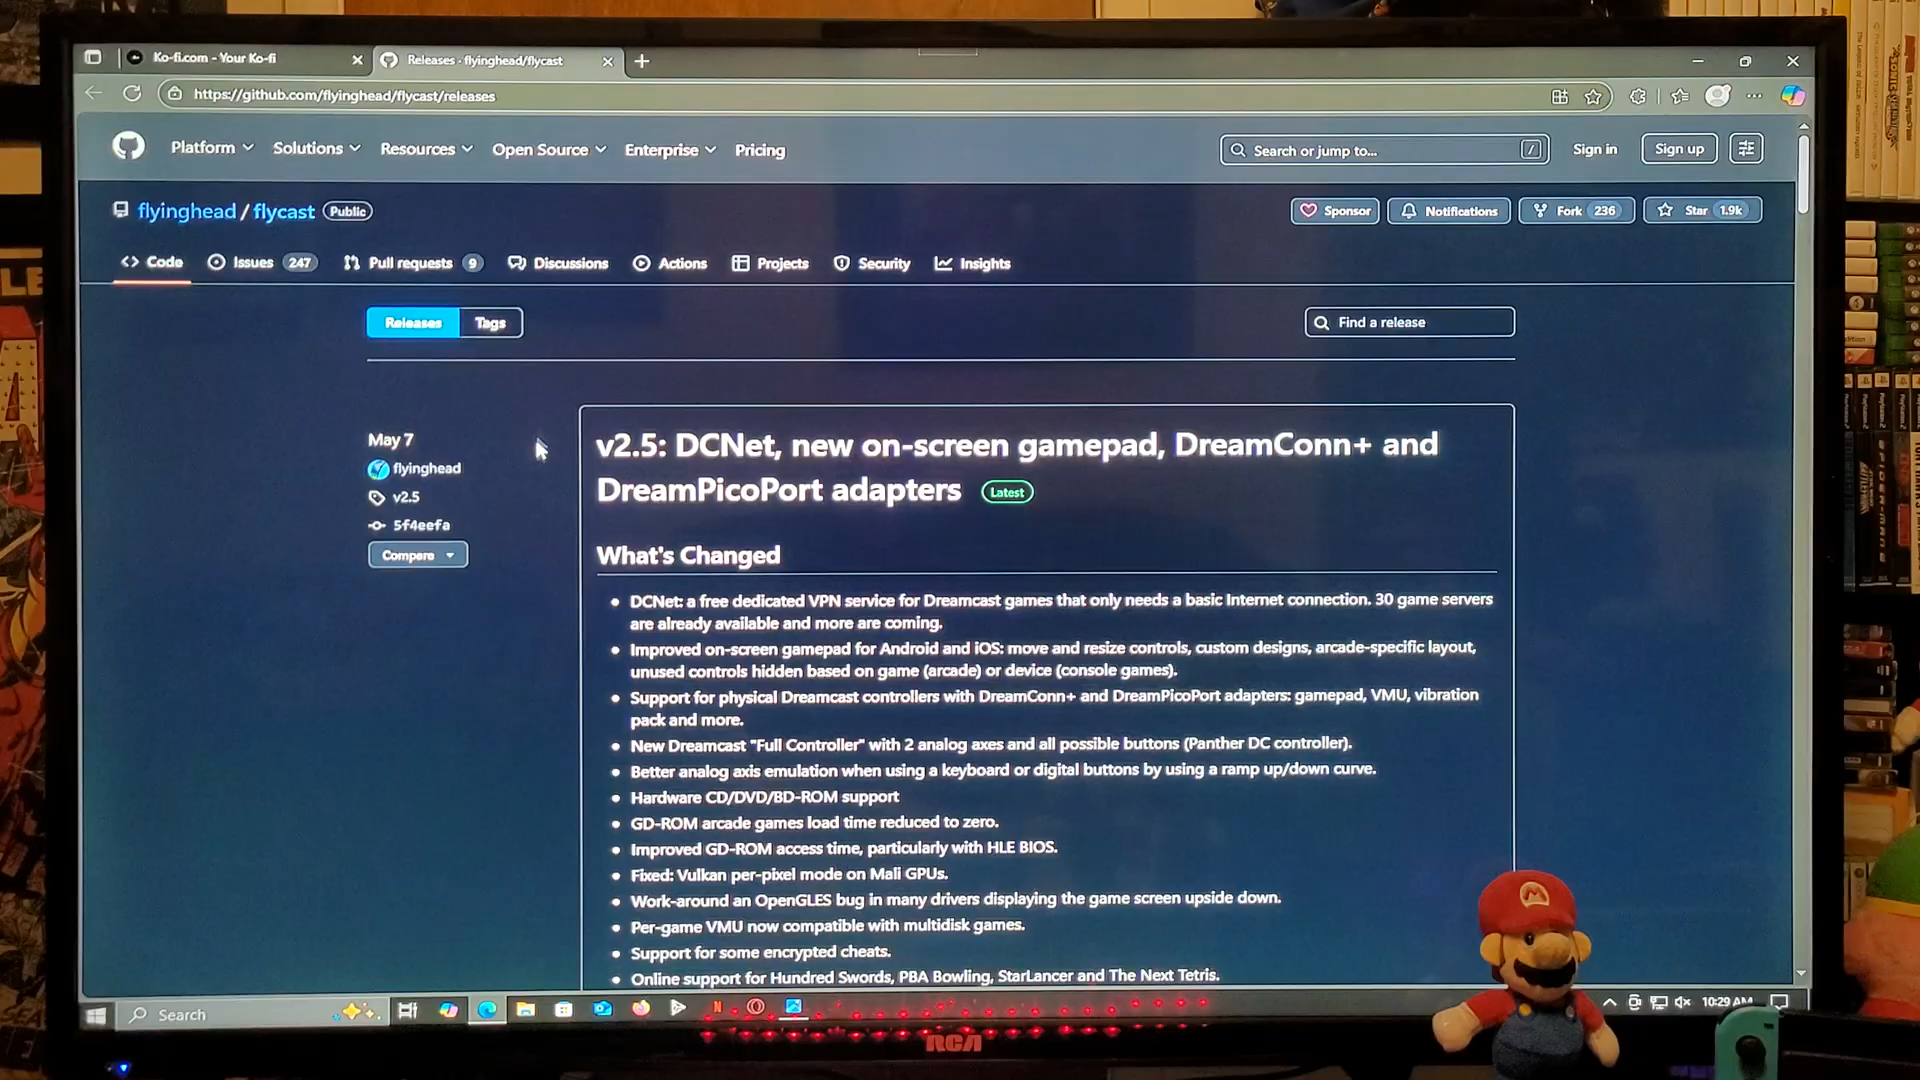 Ko-fi.com - Your Ko-fi
Releases · flyinghead/flycast
https://github.com/flyinghead/flycast/releases
Platform Solutions Resources Open Source Enterprise Pricing
Search or jump to... /
Sign in Sign up
flyinghead / flycast Public
Sponsor Notifications Fork 236 Star 1.9k
Code Issues 247 Pull requests 9 Discussions Actions Projects Security Insights
Releases Tags
Find a release
May 7
flyinghead
v2.5
5f4eefa
Compare
v2.5: DCNet, new on-screen gamepad, DreamConn+ and
DreamPicoPort adapters Latest
What's Changed
• DCNet: a free dedicated VPN service for Dreamcast games that only needs a basic Internet connection. 30 game servers
are already available and more are coming.
• Improved on-screen gamepad for Android and iOS: move and resize controls, custom designs, arcade-specific layout,
unused controls hidden based on game (arcade) or device (console games).
• Support for physical Dreamcast controllers with DreamConn+ and DreamPicoPort adapters: gamepad, VMU, vibration
pack and more.
• New Dreamcast "Full Controller" with 2 analog axes and all possible buttons (Panther DC controller).
• Better analog axis emulation when using a keyboard or digital buttons by using a ramp up/down curve.
• Hardware CD/DVD/BD-ROM support
• GD-ROM arcade games load time reduced to zero.
• Improved GD-ROM access time, particularly with HLE BIOS.
• Fixed: Vulkan per-pixel mode on Mali GPUs.
• Work-around an OpenGLES bug in many drivers displaying the game screen upside down.
• Per-game VMU now compatible with multidisk games.
• Support for some encrypted cheats.
• Online support for Hundred Swords, PBA Bowling, StarLancer and The Next Tetris.
Search
10:29 AM
RCA
M